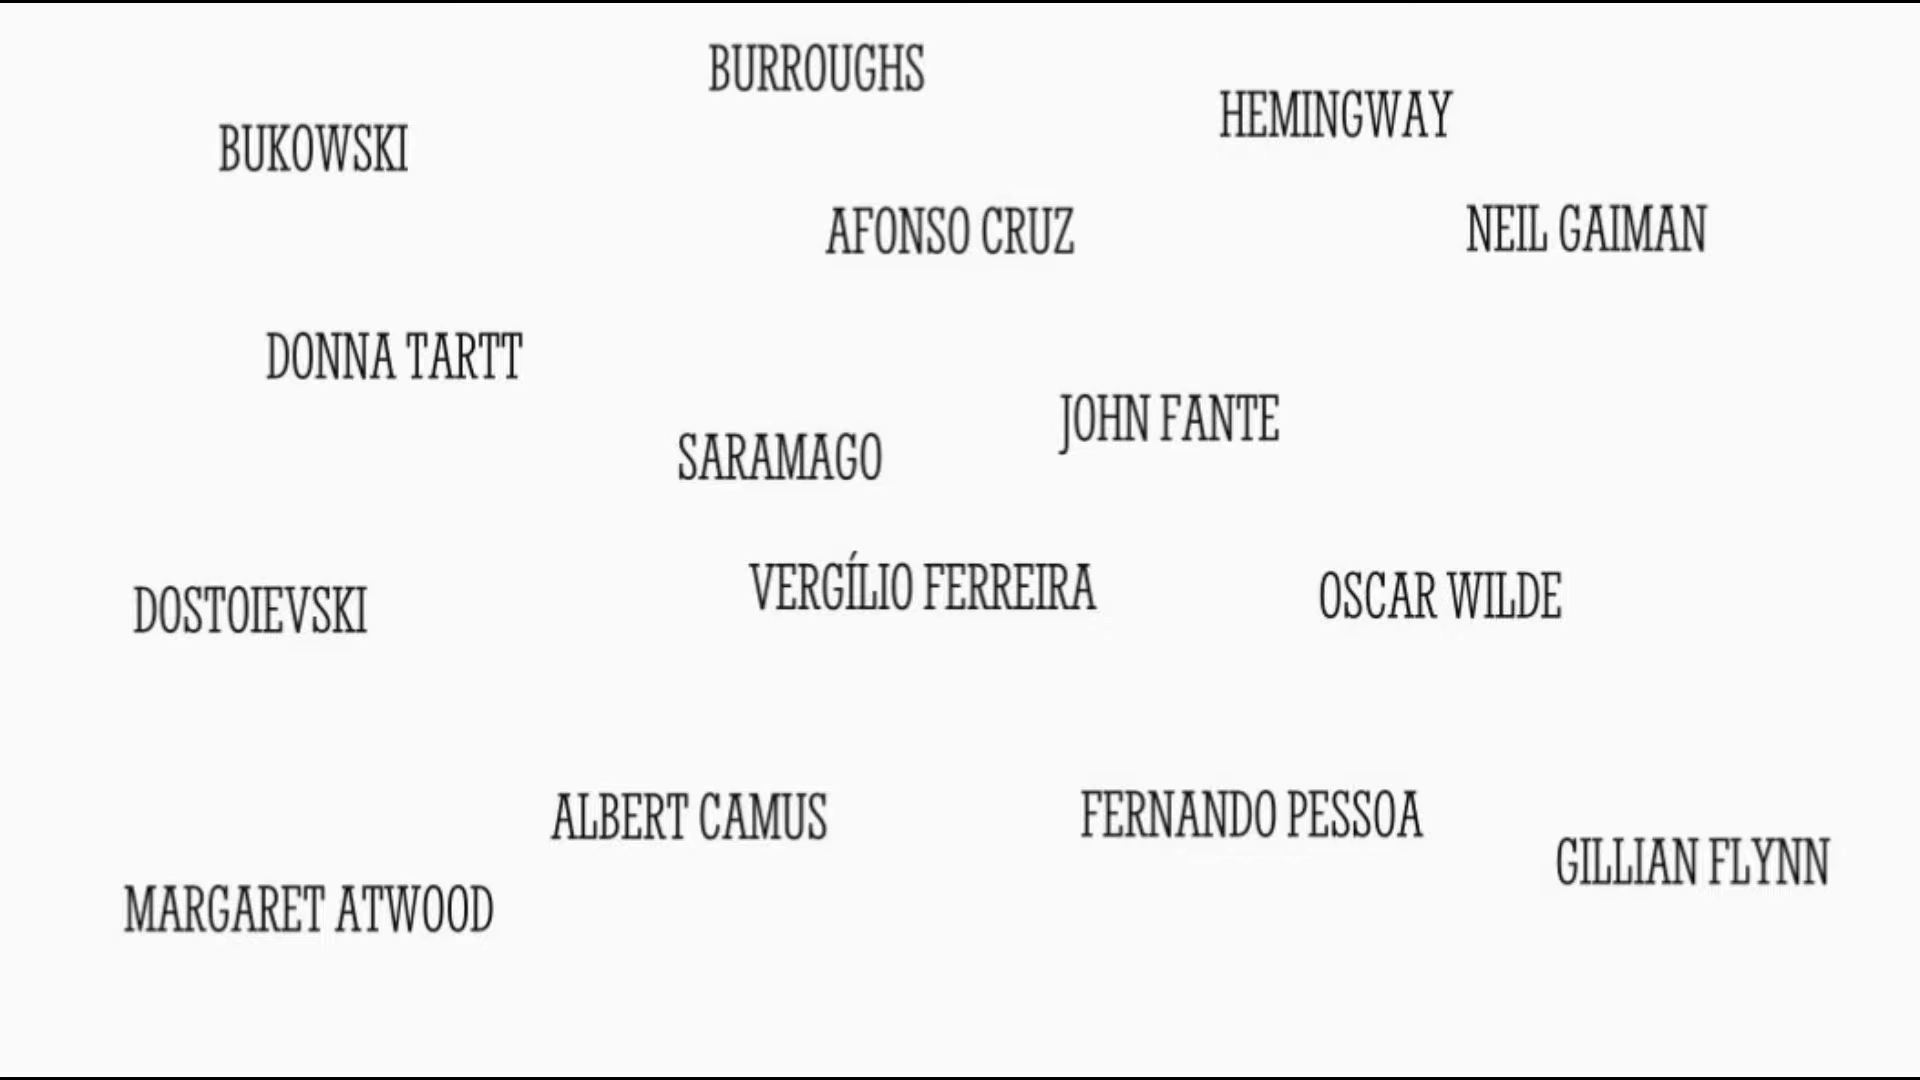 BURROUGHS
HEMINGWAY
BUKOWSKI
AFONSO CRUZ
NEIL GAIMAN
DONNA TARTT
JOHN FANTE
SARAMAGO
VERGÍLIO FERREIRA
OSCAR WILDE
DOSTOIEVSKI
ALBERT CAMUS
FERNANDO PESSOA
GILLIAN FLYNN
MARGARET ATWOOD